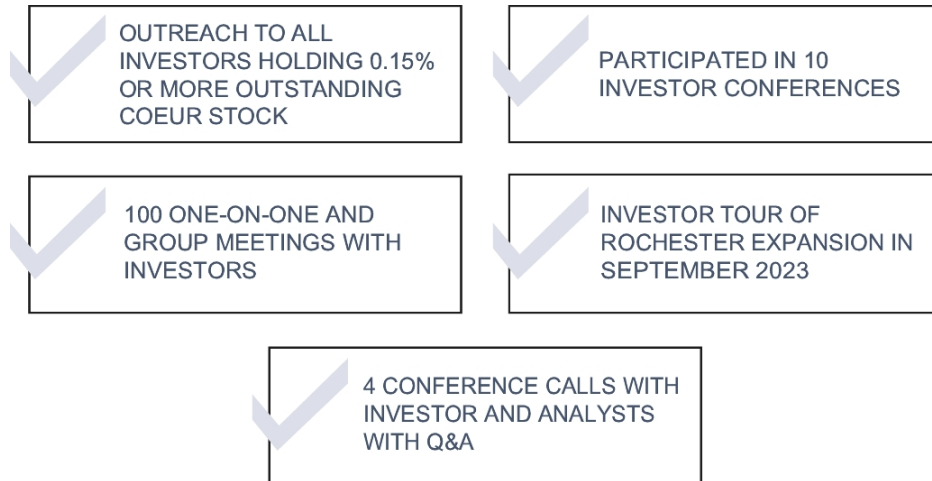 OUTREACH TO ALL
INVESTORS HOLDING 0.15%
OR MORE OUTSTANDING
COEUR STOCK
PARTICIPATED IN 10
INVESTOR CONFERENCES
100 ONE-ON-ONE AND
GROUP MEETINGS WITH
INVESTORS
INVESTOR TOUR OF
ROCHESTER EXPANSION IN
SEPTEMBER 2023
4 CONFERENCE CALLS WITH
INVESTOR AND ANALYSTS
WITH Q&A